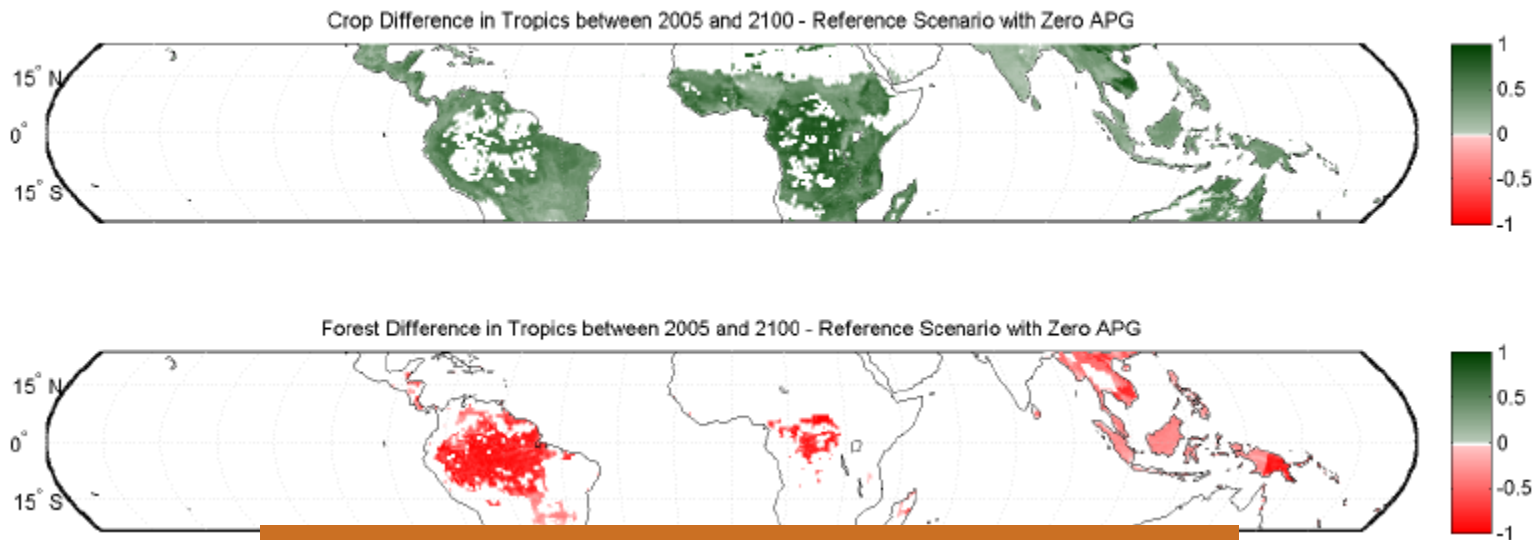 Crop Difference in Tropics between 2005 and 2100 - Reference Scenario with Zero APG
15° N
0°
15° S
1
0.5
0
-0.5
-1
Forest Difference in Tropics between 2005 and 2100 - Reference Scenario with Zero APG
15° N
0°
15° S
1
0.5
0
-0.5
-1